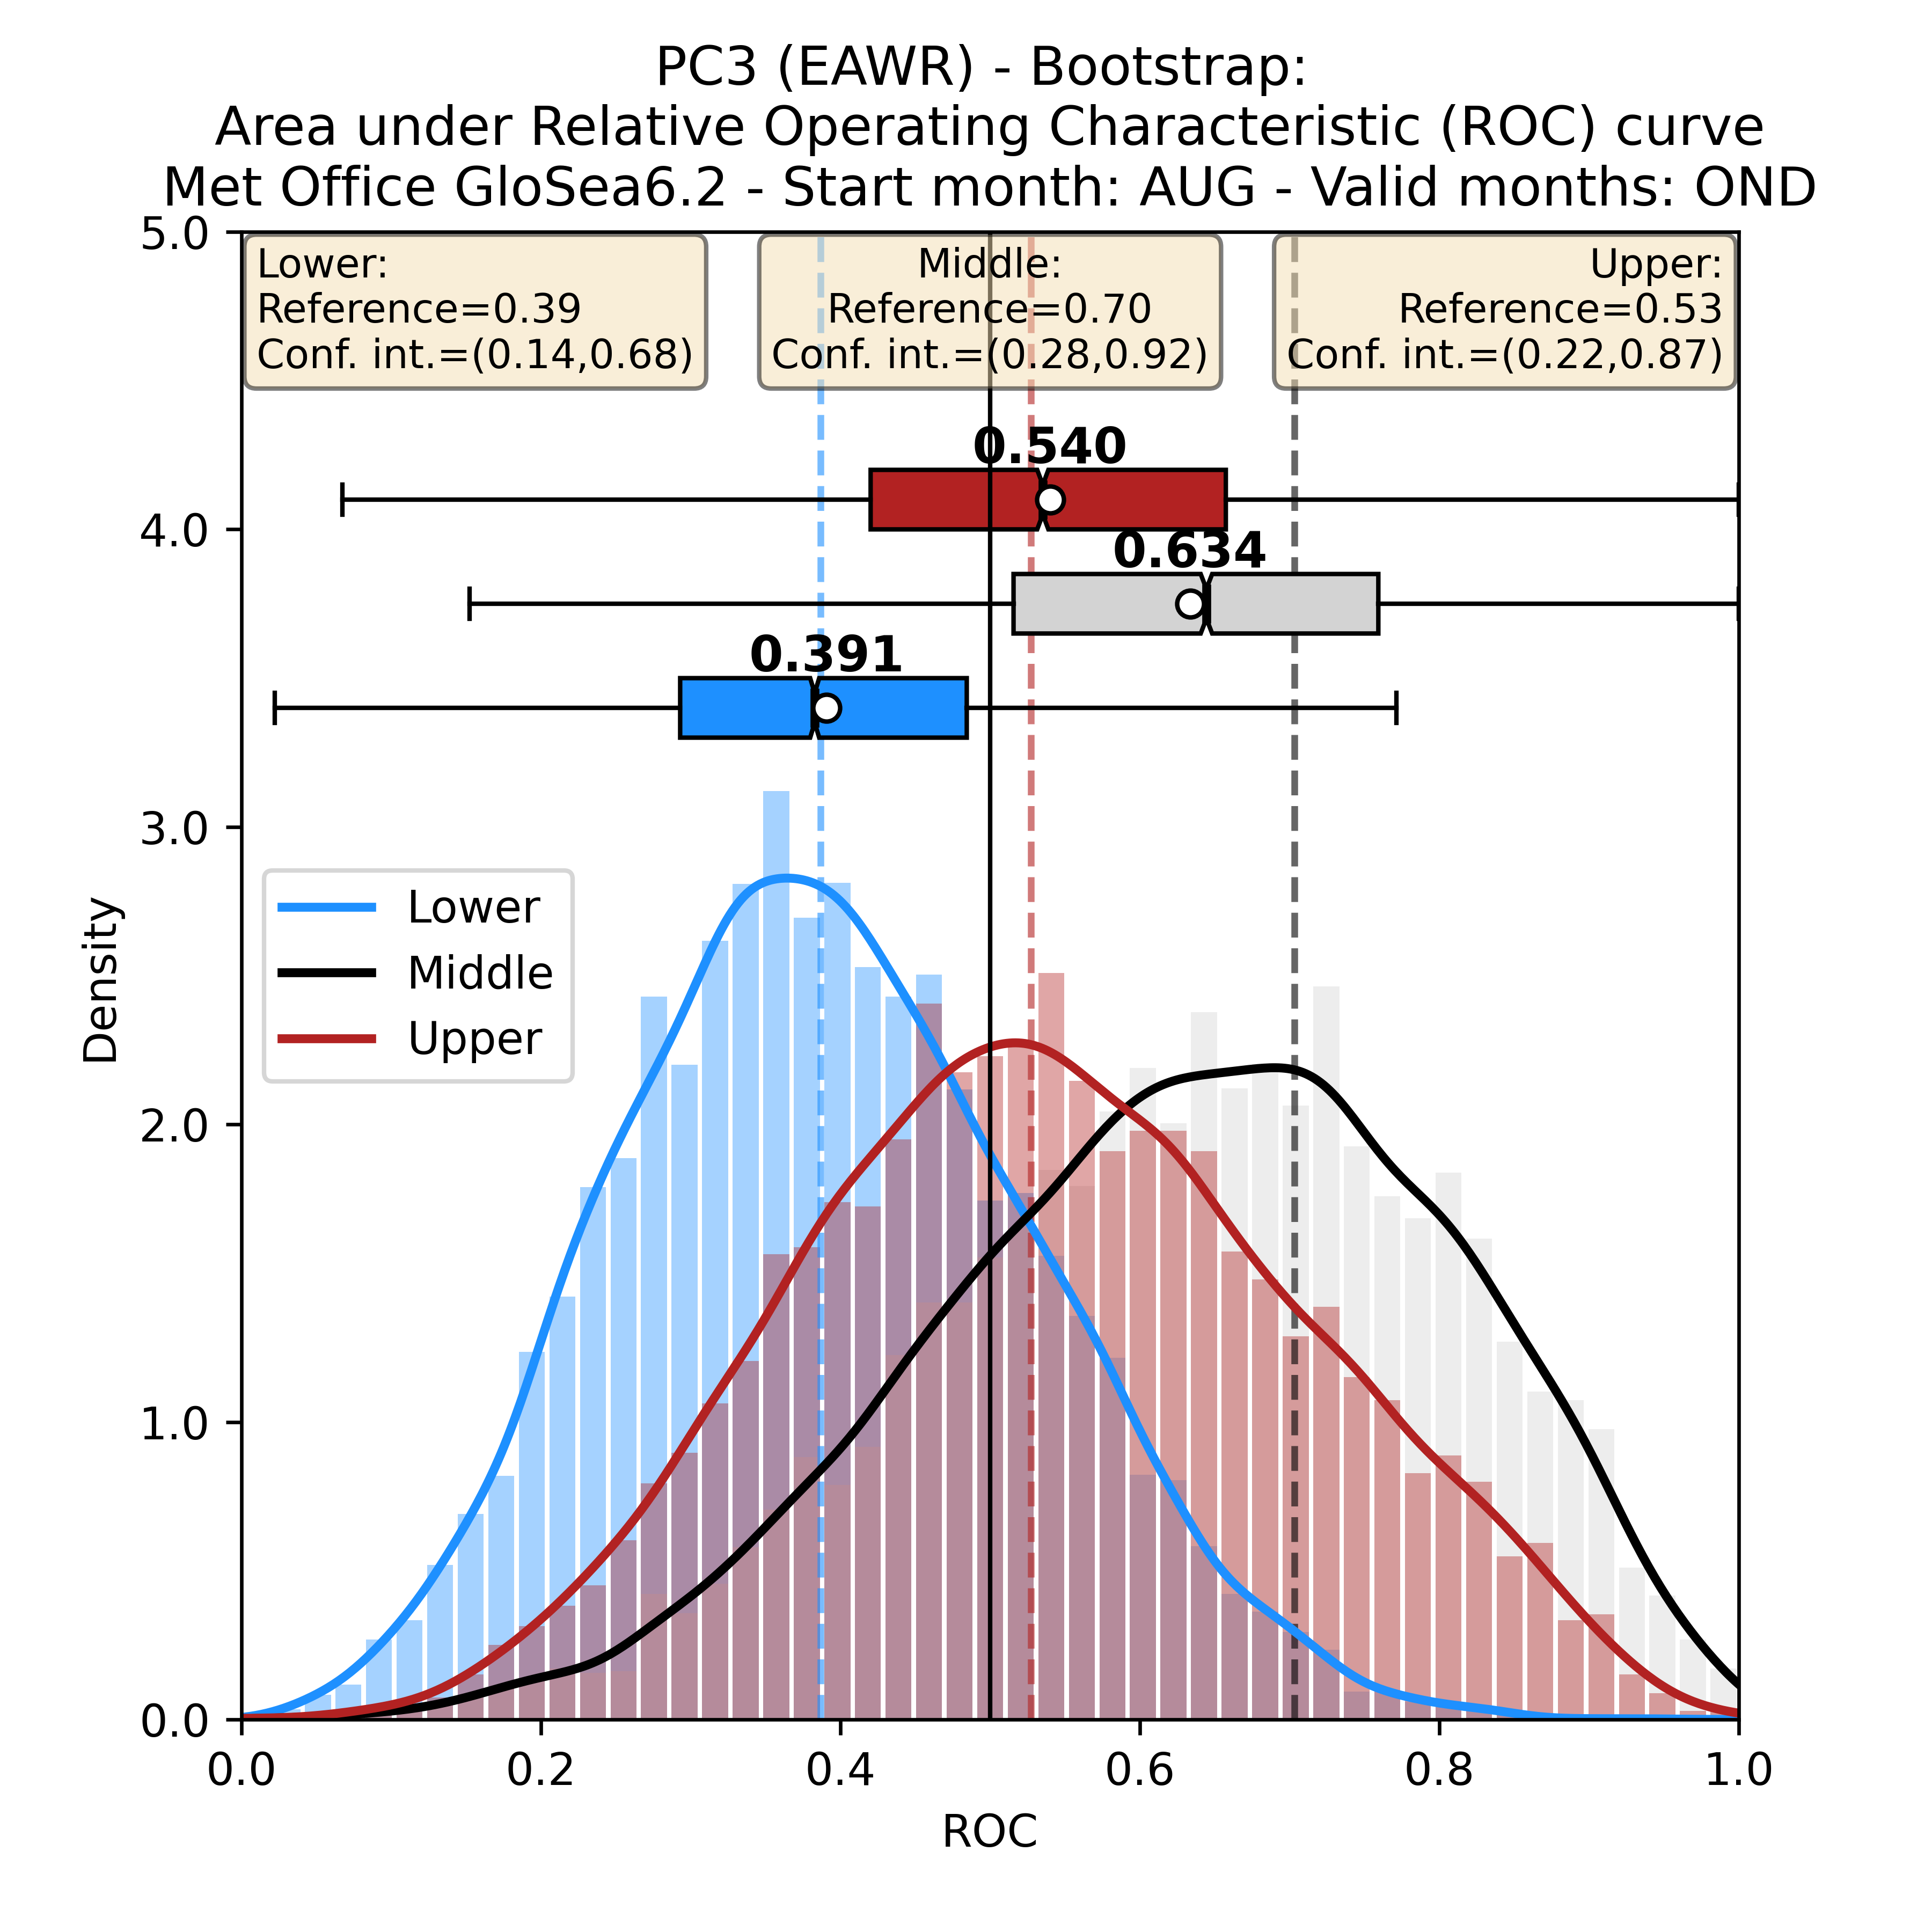 PC3 (EAWR) - Bootstrap:
Area under Relative Operating Characteristic (ROC) curve
Met Office GloSea6.2 - Start month: AUG - Valid months: OND
5.0
Lower:
Reference=0.39
Conf. int.=(0.14,0.68)
Middle:
Reference=0.70
Conf. int.=(0.28,0.92)
Upper:
Reference=0.53
Conf. int.=(0.22,0.87)
0.540
4.0
0.634
0.391
3.0
Lower
Middle
Upper
Density
2.0
1.0
0.0
0.0 0.2 0.4 0.6 0.8 1.0
ROC